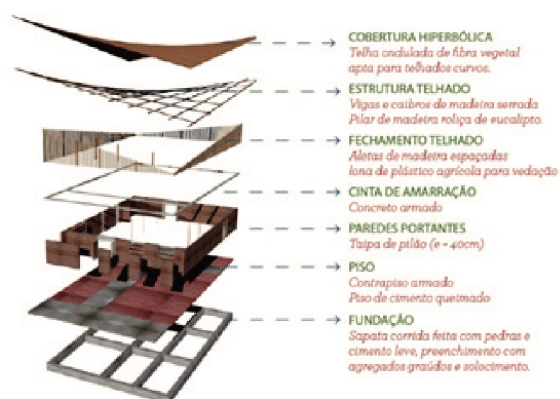 COBERTURA HIPERBÓLICA
Telha ondulada de fibra vegetal
apta para telhados curvos.
ESTRUTURA TELHADO
Vigas e caibros de madeira serrada
Pilar de madeira roliça de eucalipto.
FECHAMENTO TELHADO
Aletas de madeira espaçadas
lona de plástico agrícola para vedação
CINTA DE AMARRAÇÃO
Concreto armado
PAREDES PORTANTES
Taipa de pilão (e - 40cm)
PISO
Contrapiso armado
Piso de cimento queimado
FUNDAÇÃO
Sapata corrida feita com pedras e
cimento leve, preenchimento com
agregados graúdos e solocimento.